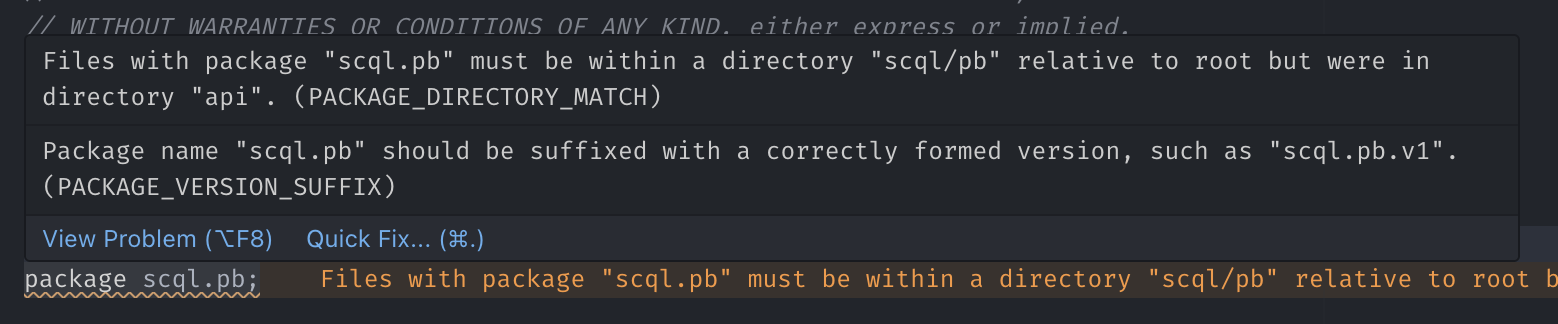 // WITHOUT WARRANTIES OR CONDITIONS OF ANY KIND, either express or implied.
Files with package "scql.pb" must be within a directory "scql/pb" relative to root but were in
directory "api". (PACKAGE_DIRECTORY_MATCH)
Package name "scql.pb" should be suffixed with a correctly formed version, such as "scql.pb.v1".
(PACKAGE_VERSION_SUFFIX)
View Problem (⌥F8) Quick Fix... (⌘.)
package scql.pb; Files with package "scql.pb" must be within a directory "scql/pb" relative to root b